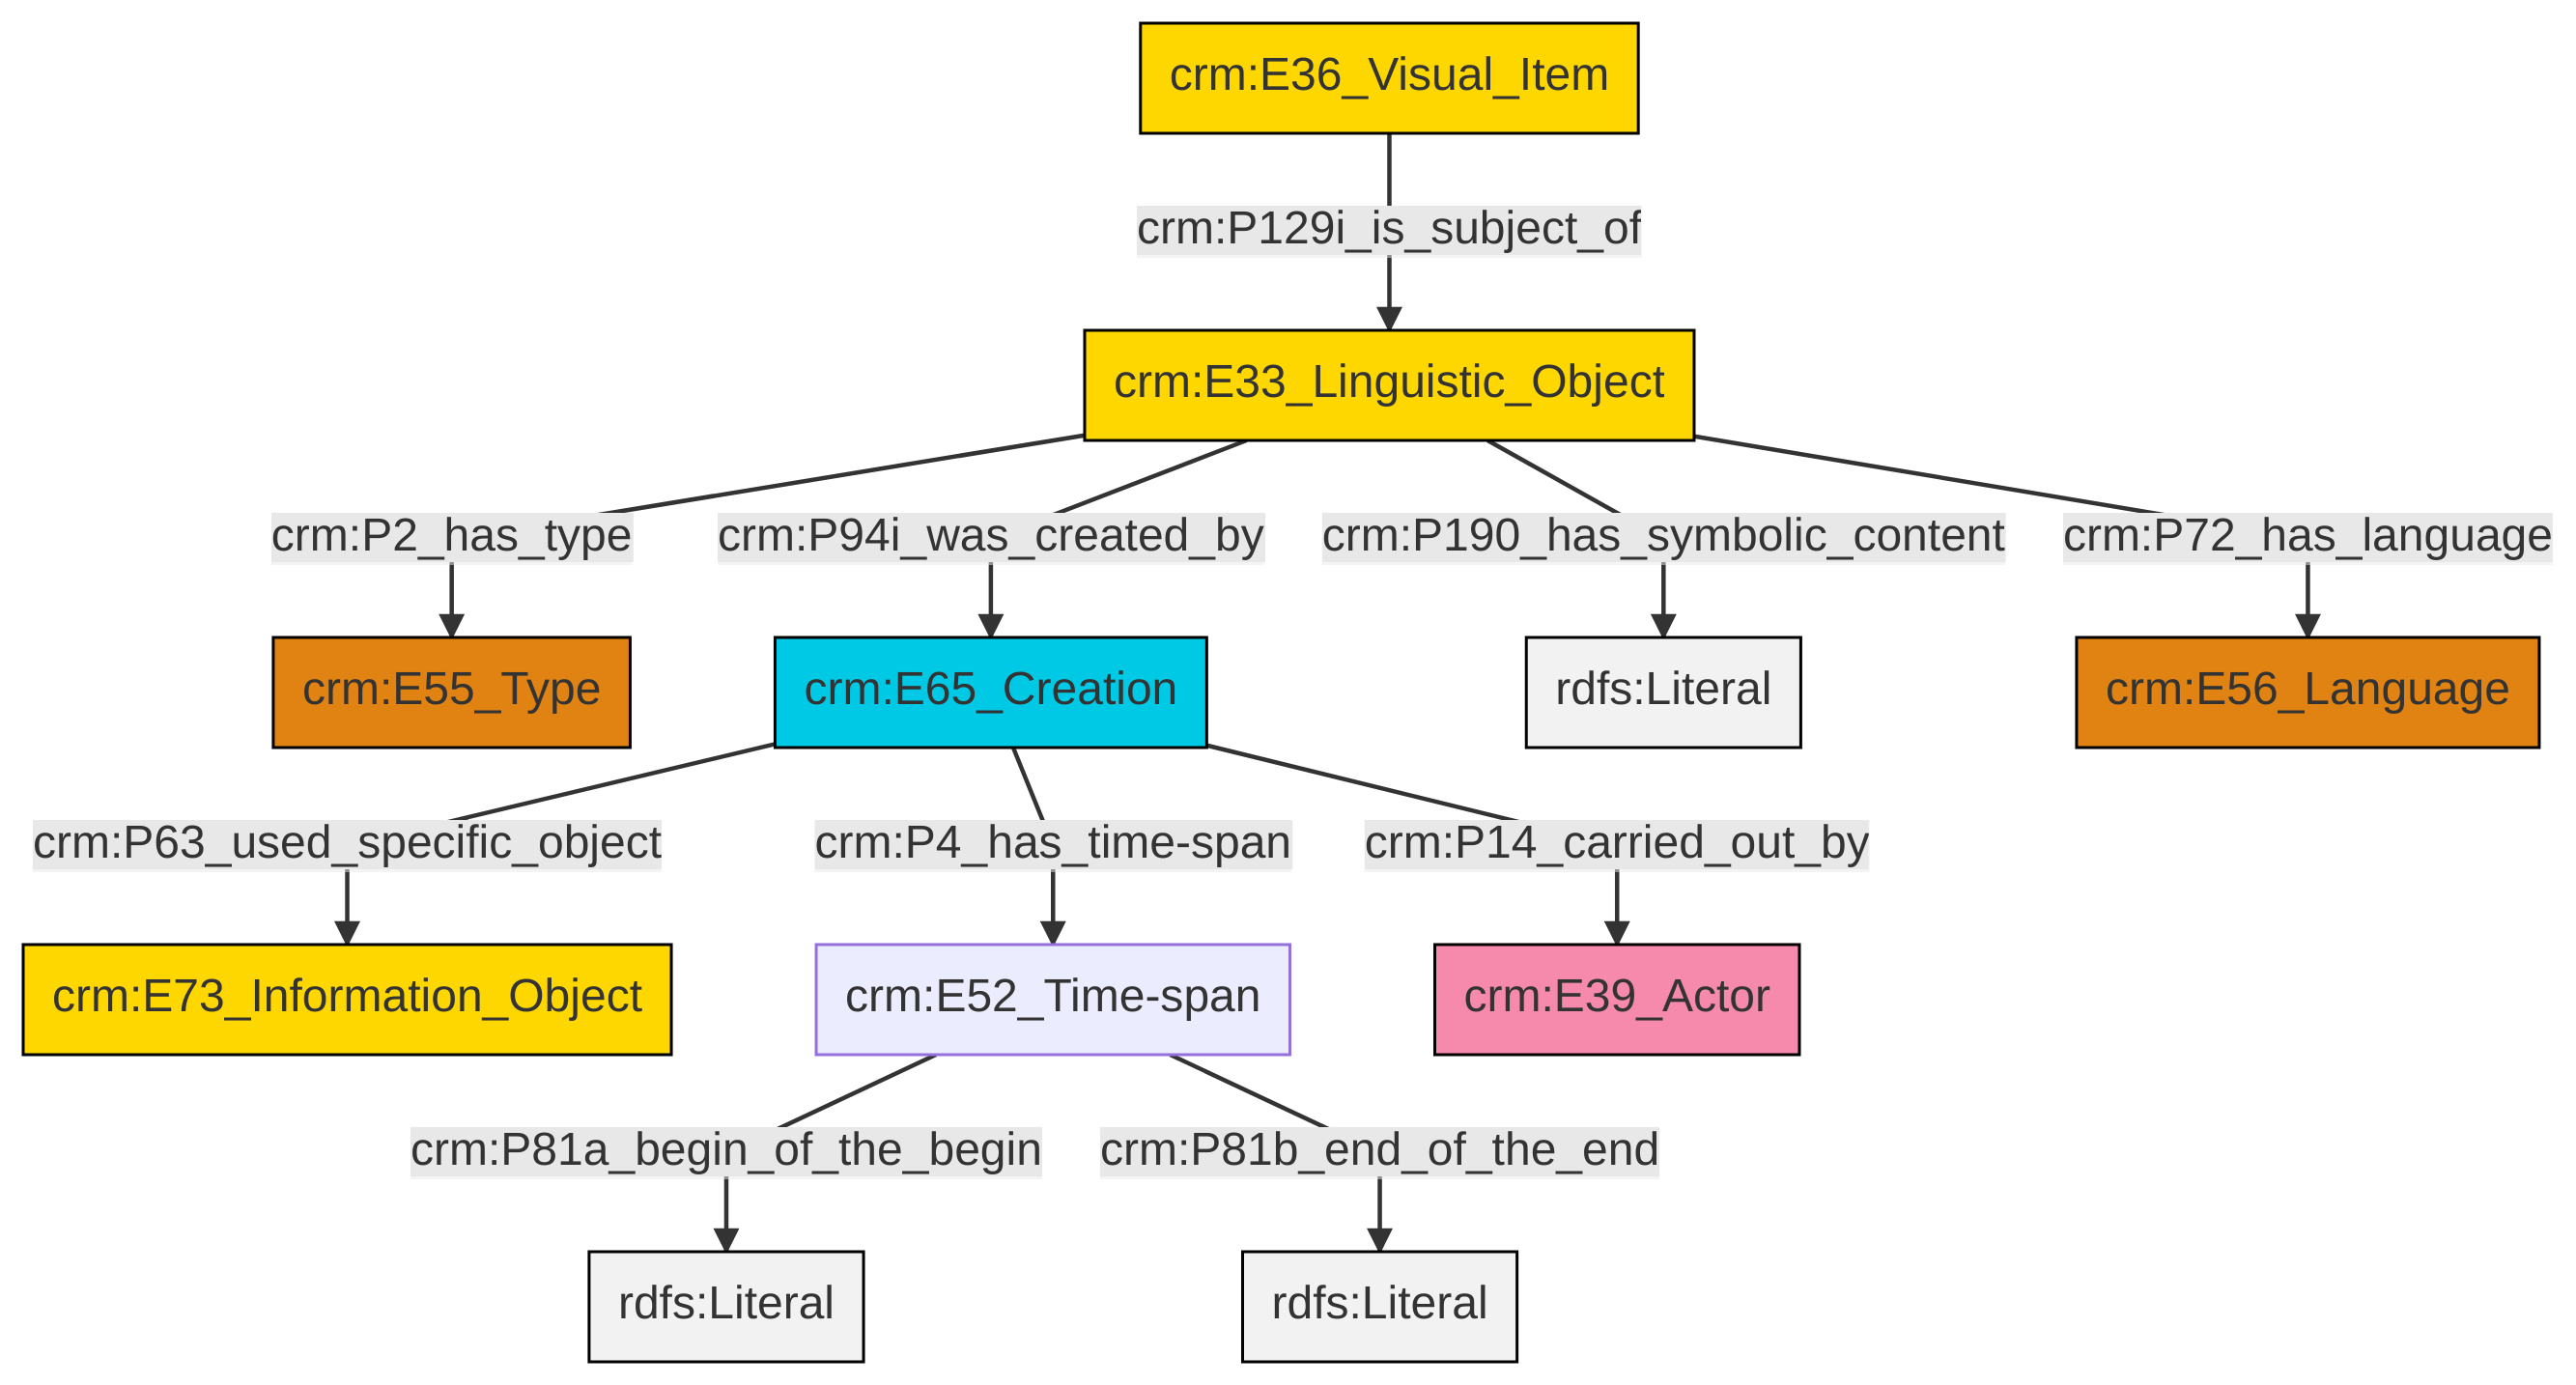 crm:E36_Visual_Item
crm:P129i_is_subject_of
crm:E33_Linguistic_Object
crm:P2_has_type
crm:P94i_was_created_by
crm:P190_has_symbolic_content
crm:P72_has_language
crm:E55_Type
crm:E65_Creation
rdfs:Literal
crm:E56_Language
crm:P63_used_specific_object
crm:P4_has_time-span
crm:P14_carried_out_by
crm:E73_Information_Object
crm:E52_Time-span
crm:E39_Actor
crm:P81a_begin_of_the_begin
crm:P81b_end_of_the_end
rdfs:Literal
rdfs:Literal